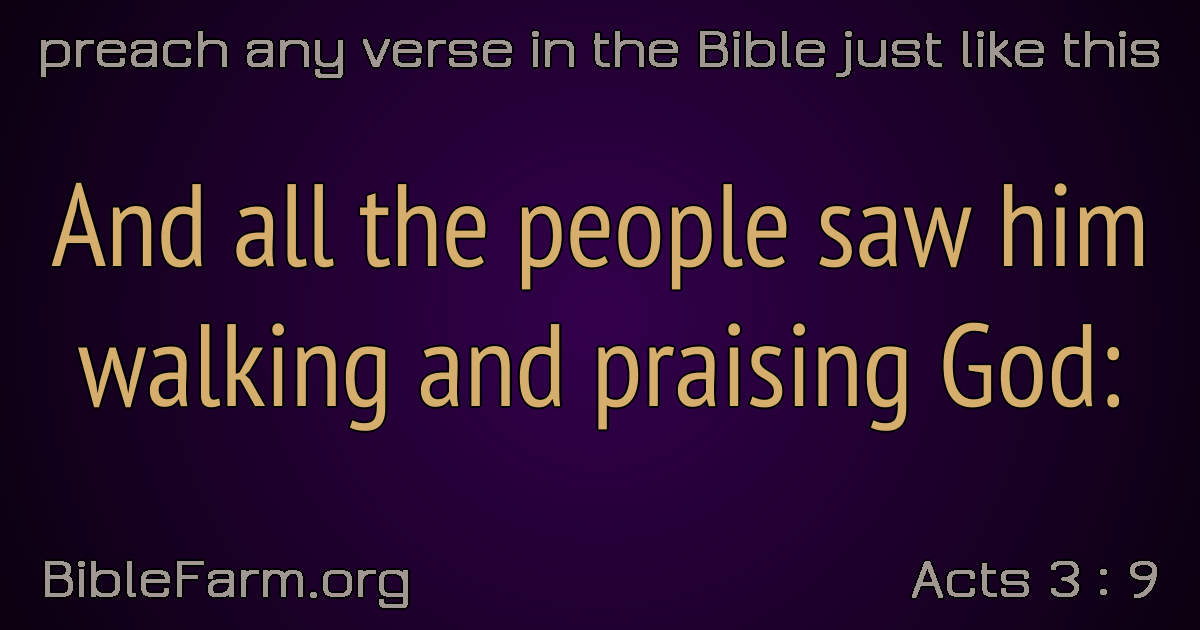 preach any verse in the Bible just like this
And all the people saw him
walking and praising God:
BibleFarm.org
Acts 3 : 9